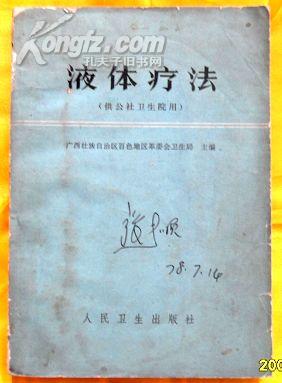 Kongfz.com
孔夫子旧书网
液体疗法
(供公社卫生院用)
广西壮族自治区百色地区革委会卫生局 主编
78.7.14
人民卫生出版社
200